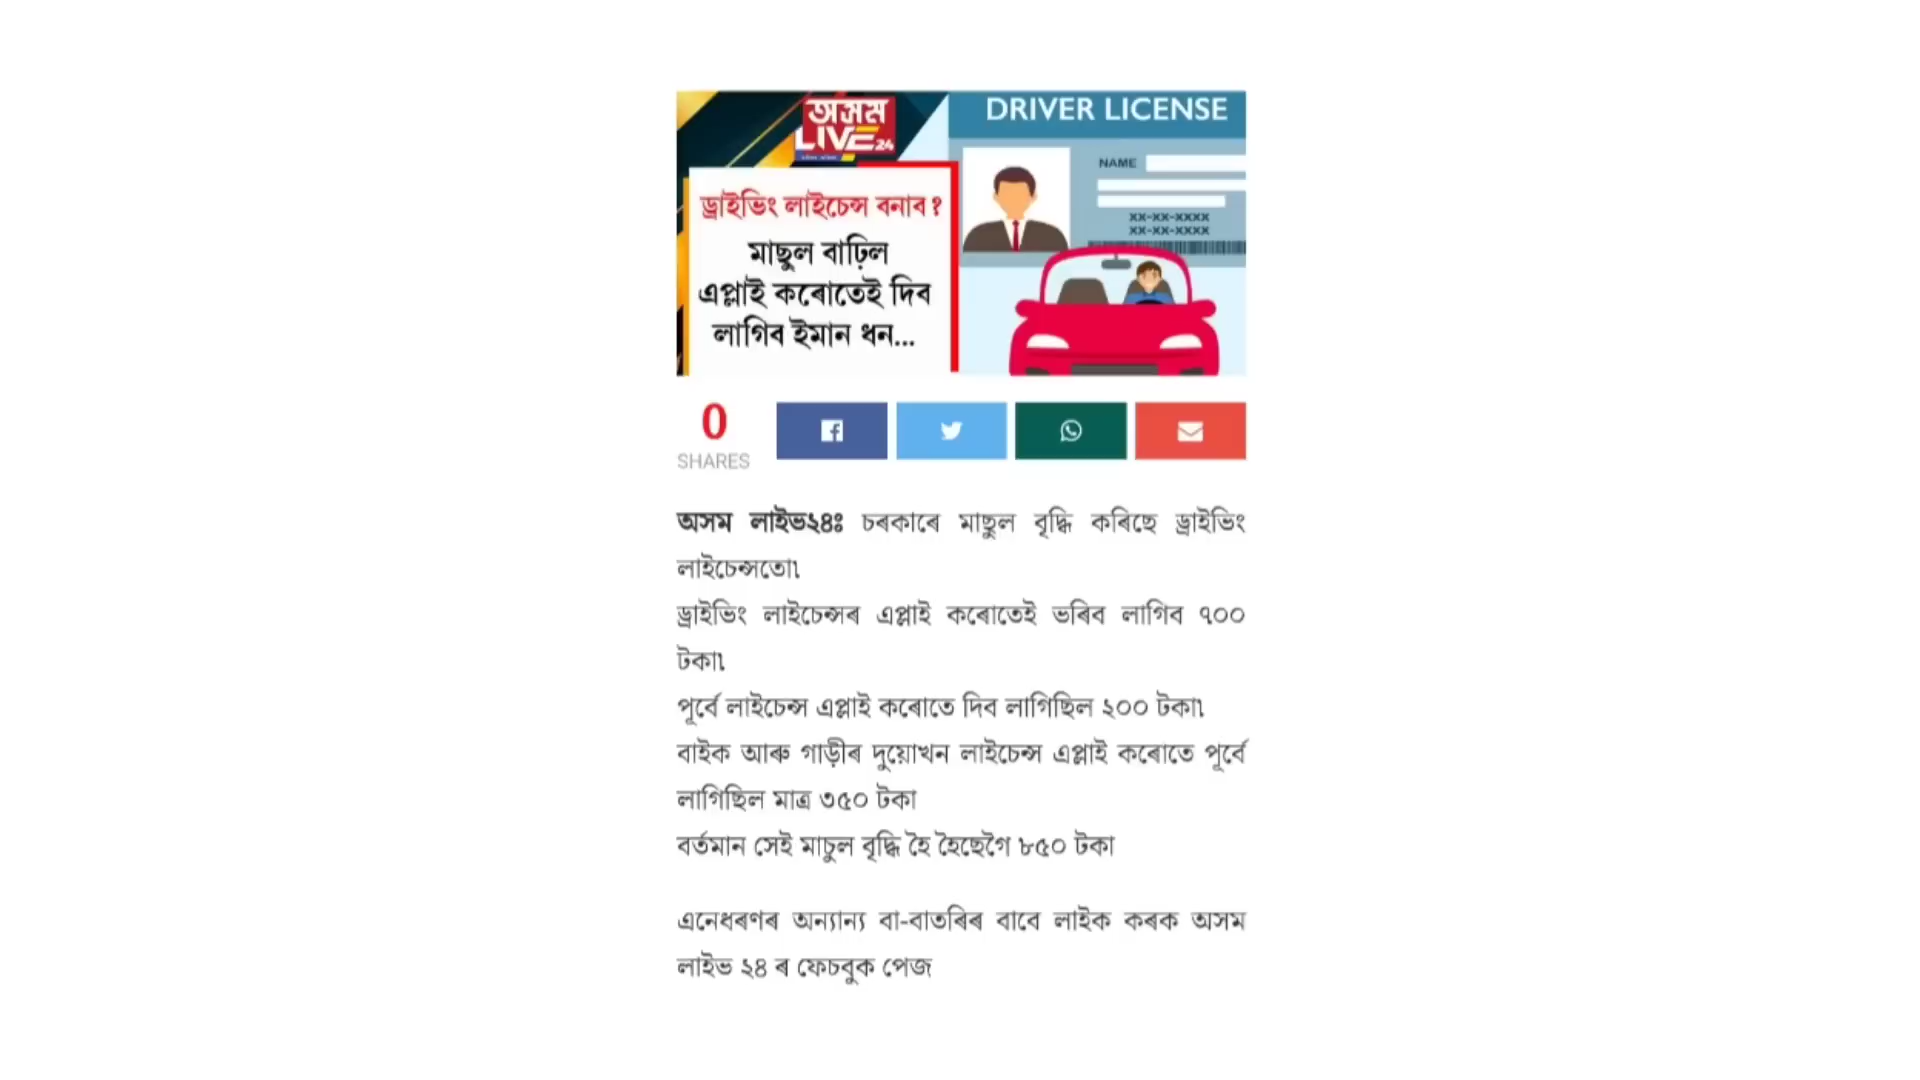 অসম
LIVE 24
DRIVER LICENSE
NAME
XX-XX-XXXX
XX-XX-XXXX
ড্ৰাইভিং লাইচেন্স বনাব?
মাছুল বাঢ়িল
এপ্লাই কৰোতেই দিব
লাগিব ইমান ধন...
0
SHARES
অসম লাইভ২৪ঃ চৰকাৰে মাছুল বৃদ্ধি কৰিছে ড্ৰাইভিং
লাইচেন্সতো৷
ড্ৰাইভিং লাইচেন্সৰ এপ্লাই কৰোতেই ভৰিব লাগিব ৭০০
টকা৷
পূৰ্বে লাইচেন্স এপ্লাই কৰোতে দিব লাগিছিল ২০০ টকা৷
বাইক আৰু গাড়ীৰ দুয়োখন লাইচেন্স এপ্লাই কৰোতে পূৰ্বে
লাগিছিল মাত্ৰ ৩৫০ টকা
বৰ্তমান সেই মাচুল বৃদ্ধি হৈ হৈছেগৈ ৮৫০ টকা
এনেধৰণৰ অন্যান্য বা-বাতৰিৰ বাবে লাইক কৰক অসম
লাইভ ২৪ ৰ ফেচবুক পেজ